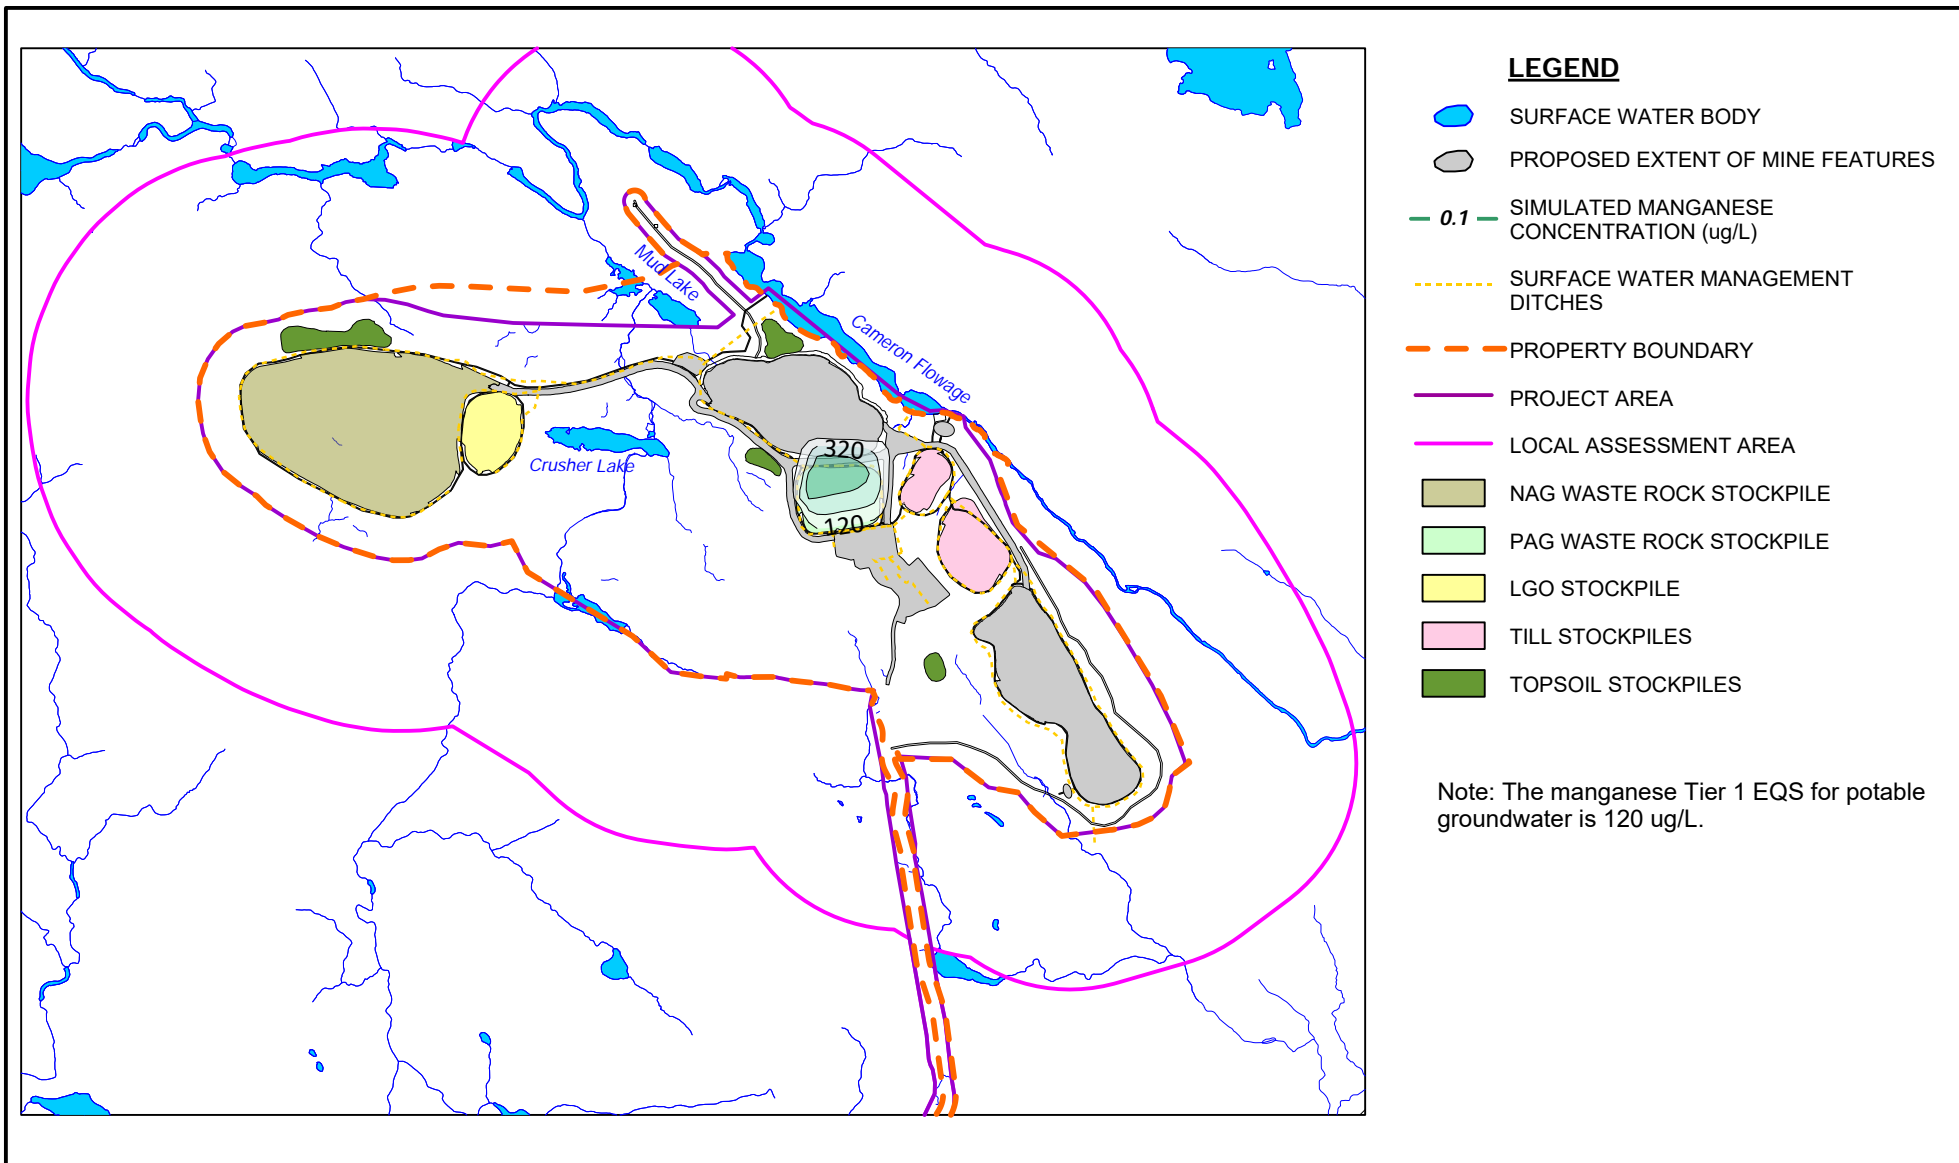 LEGEND
SURFACE WATER BODY
PROPOSED EXTENT OF MINE FEATURES
0.1
SIMULATED MANGANESE
CONCENTRATION (ug/L)
SURFACE WATER MANAGEMENT
DITCHES
PROPERTY BOUNDARY
PROJECT AREA
LOCAL ASSESSMENT AREA
NAG WASTE ROCK STOCKPILE
PAG WASTE ROCK STOCKPILE
LGO STOCKPILE
TILL STOCKPILES
TOPSOIL STOCKPILES
Note: The manganese Tier 1 EQS for potable
groundwater is 120 ug/L.
Mud Lake
Cameron Flowage
Crusher Lake
320
120